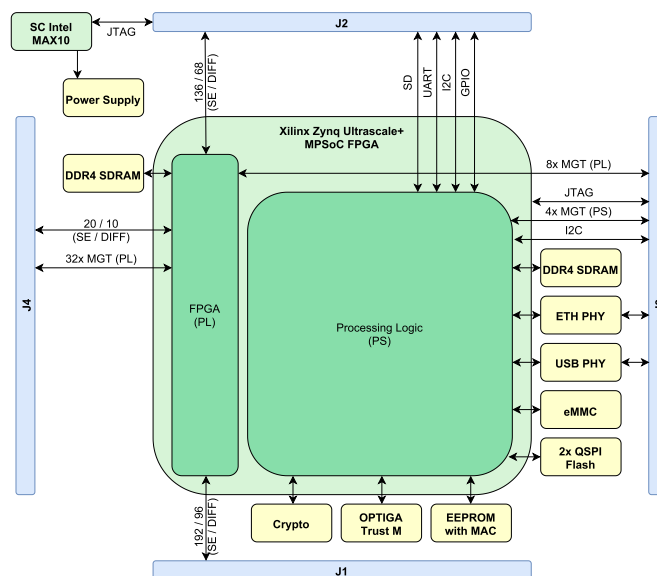 SC Intel
MAX10
JTAG
J2
Power Supply
136 / 68
(SE / DIFF)
SD
UART
I2C
GPIO
Xilinx Zynq Ultrascale+
MPSoC FPGA
DDR4 SDRAM
8x MGT (PL)
JTAG
4x MGT (PS)
I2C
20 / 10
(SE / DIFF)
32x MGT (PL)
J4
FPGA
(PL)
Processing Logic
(PS)
DDR4 SDRAM
ETH PHY
USB PHY
eMMC
2x QSPI
Flash
192 / 96
(SE / DIFF)
Crypto
OPTIGA
Trust M
EEPROM
with MAC
J1